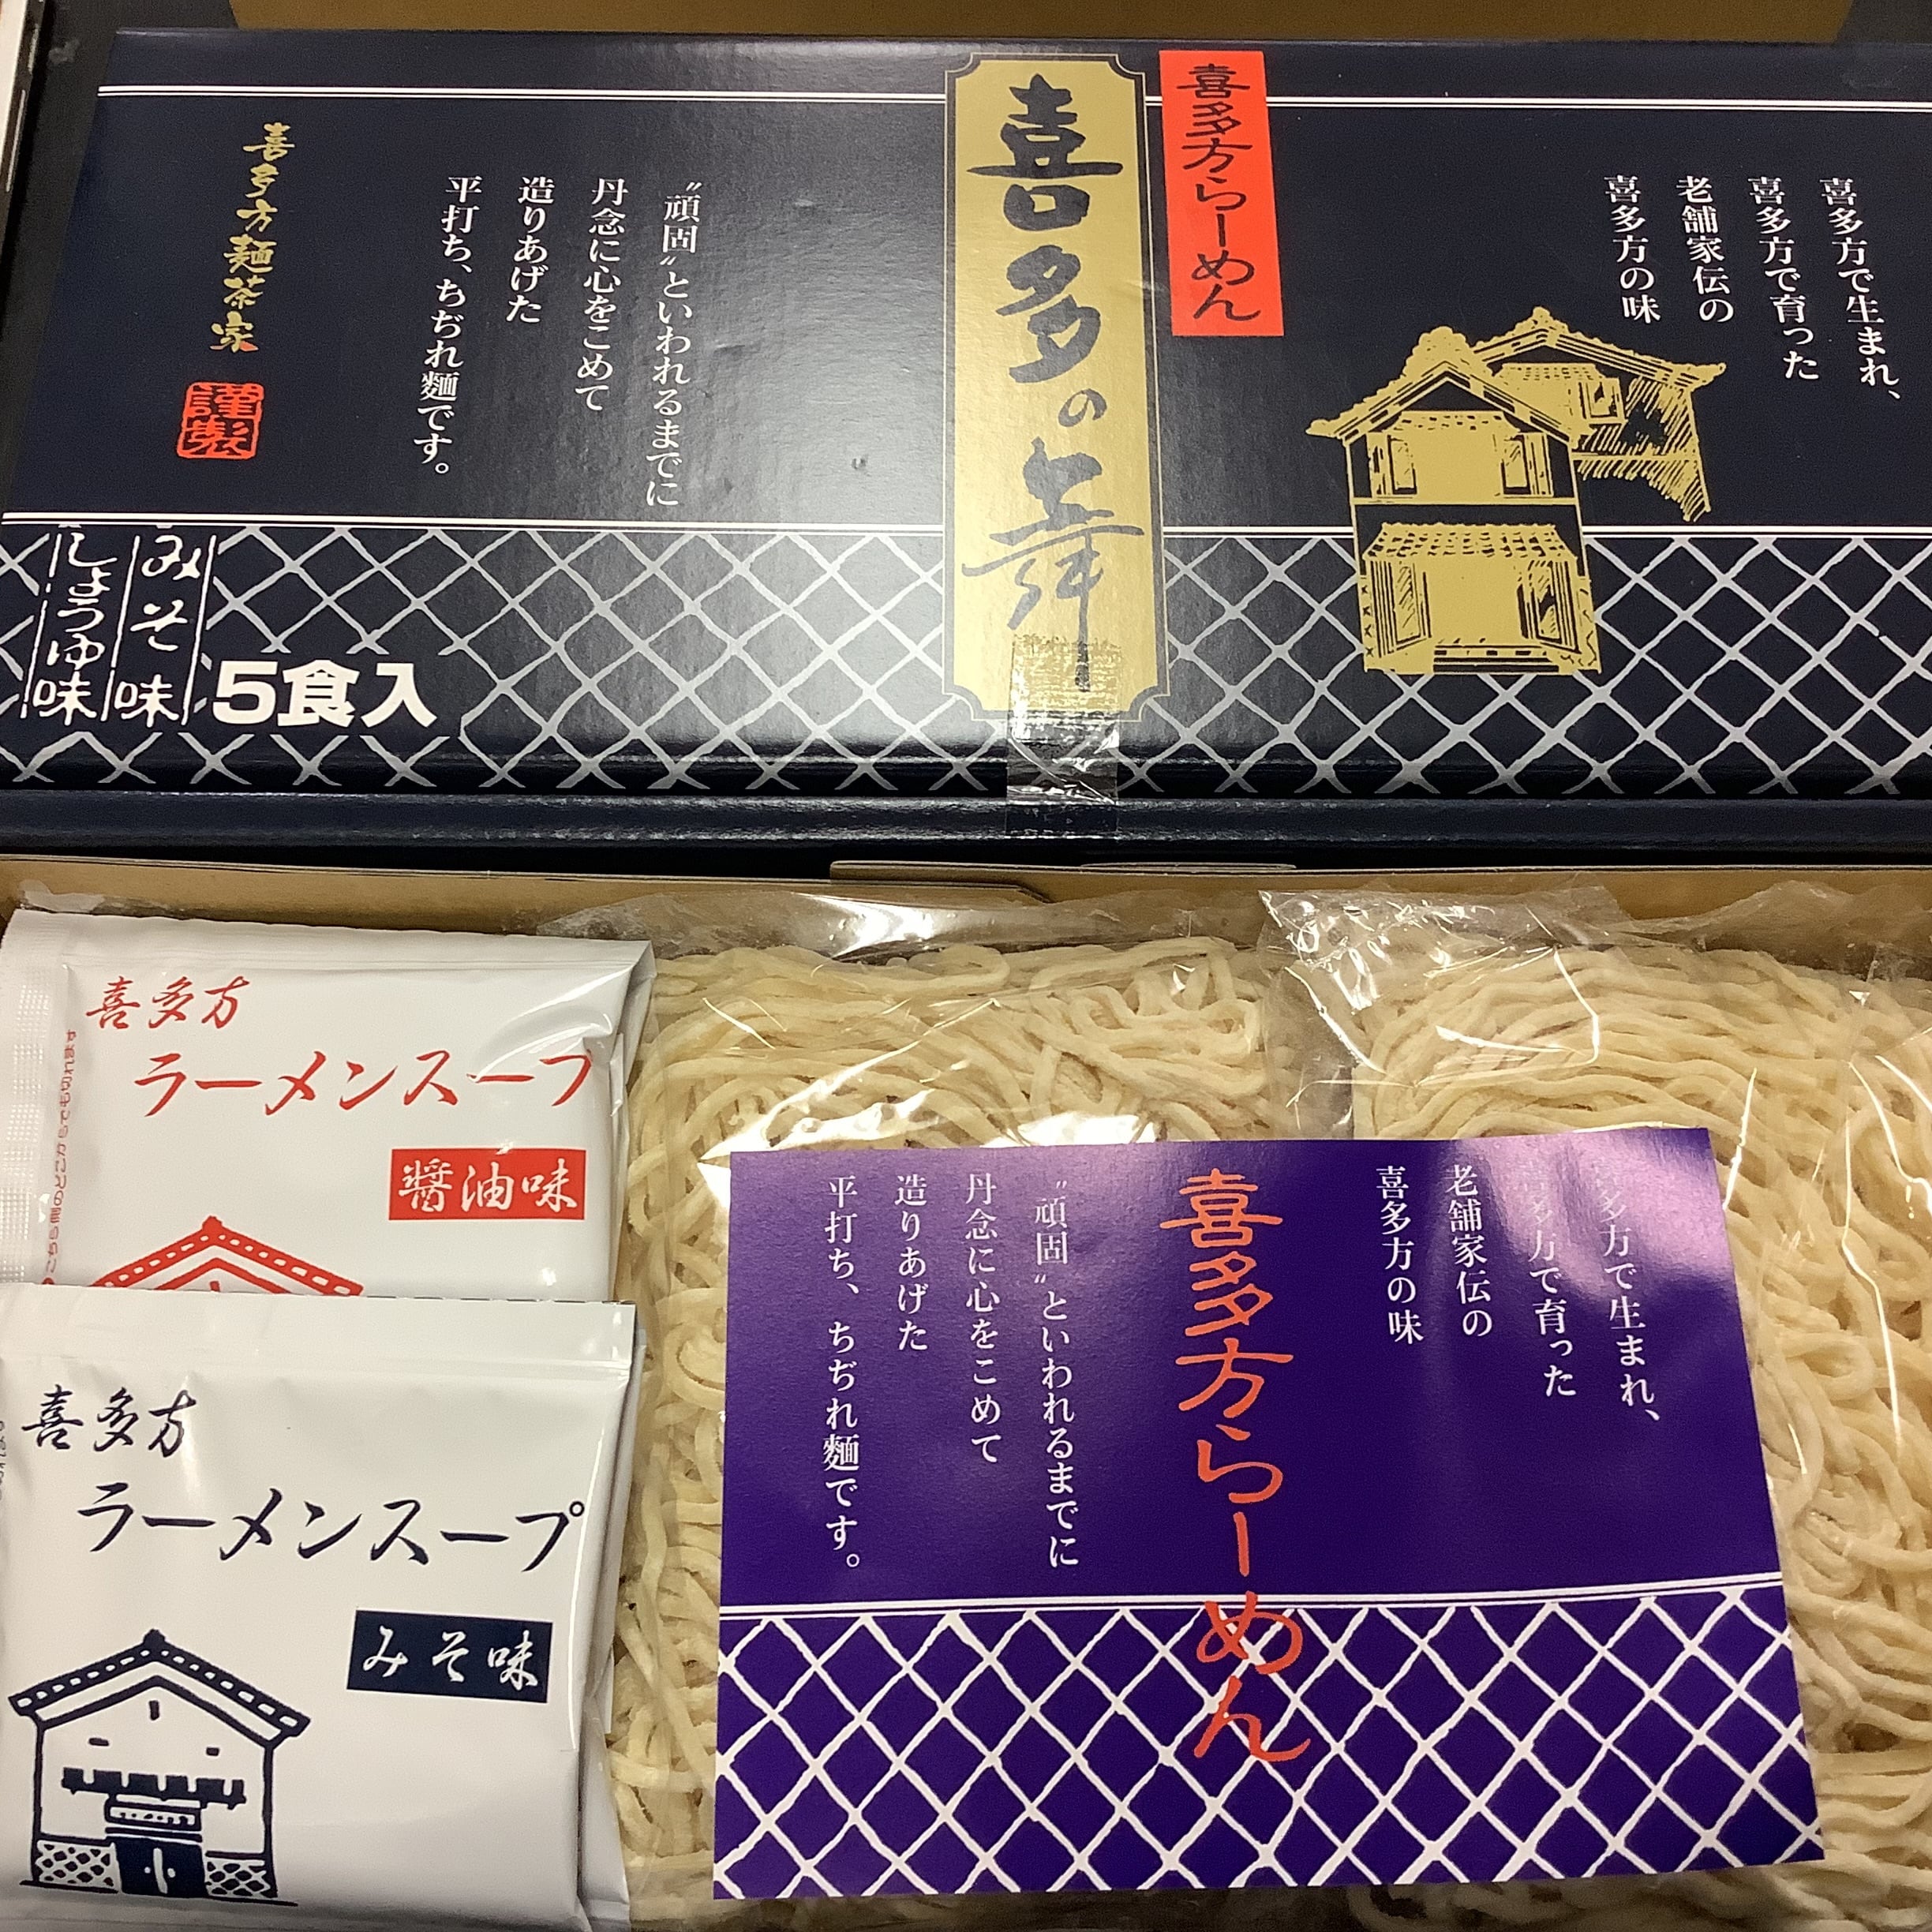 喜多方で生まれ、
喜多方で育った
老舗家伝の
喜多方の味
喜多方らーめん
喜多の舞
〝頑固〟といわれるまでに
丹念に心をこめて
造りあげた
平打ち、ちぢれ麺です。
喜多方麺茶家
謹製
みそ味
しょうゆ味
5食入
喜多方
ラーメンスープ
醤油味
喜多方
ラーメンスープ
みそ味
多方で生まれ、
多方で育った
老舗家伝の
喜多方の味
喜多方らーめん
〝頑固〟といわれるまでに
丹念に心をこめて
造りあげた
平打ち、ちぢれ麺です。